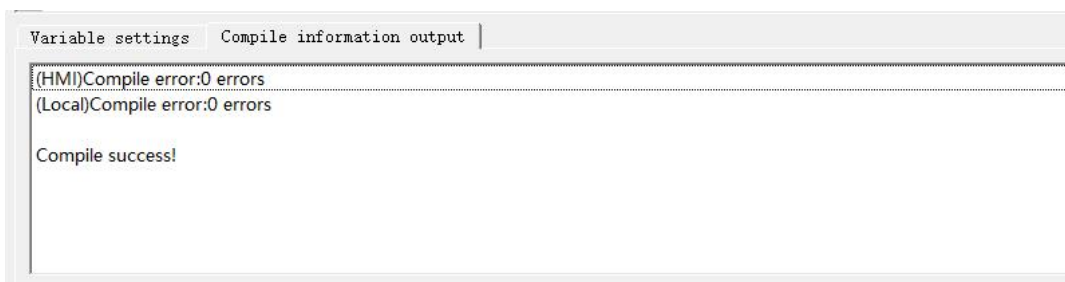 Variable settings Compile information output
(HMI)Compile error:0 errors
(Local)Compile error:0 errors
Compile success!